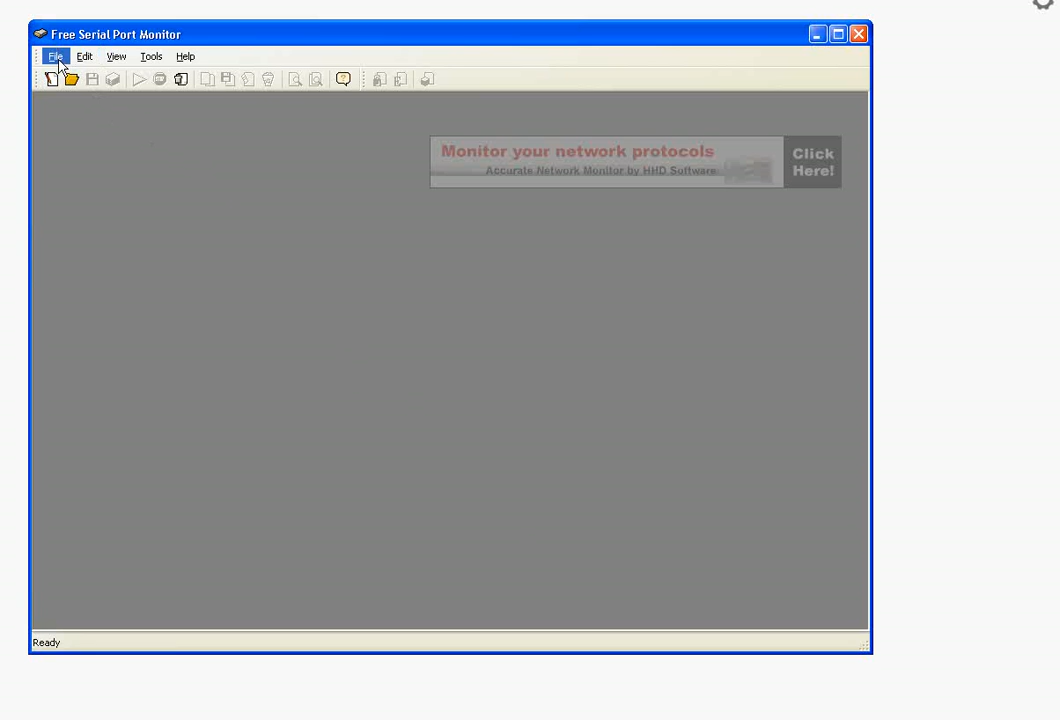 Free Serial Port Monitor
File Edit View Tools Help
Monitor your network protocols
Accurate Network Monitor by HHD Software
Click
Here!
Ready